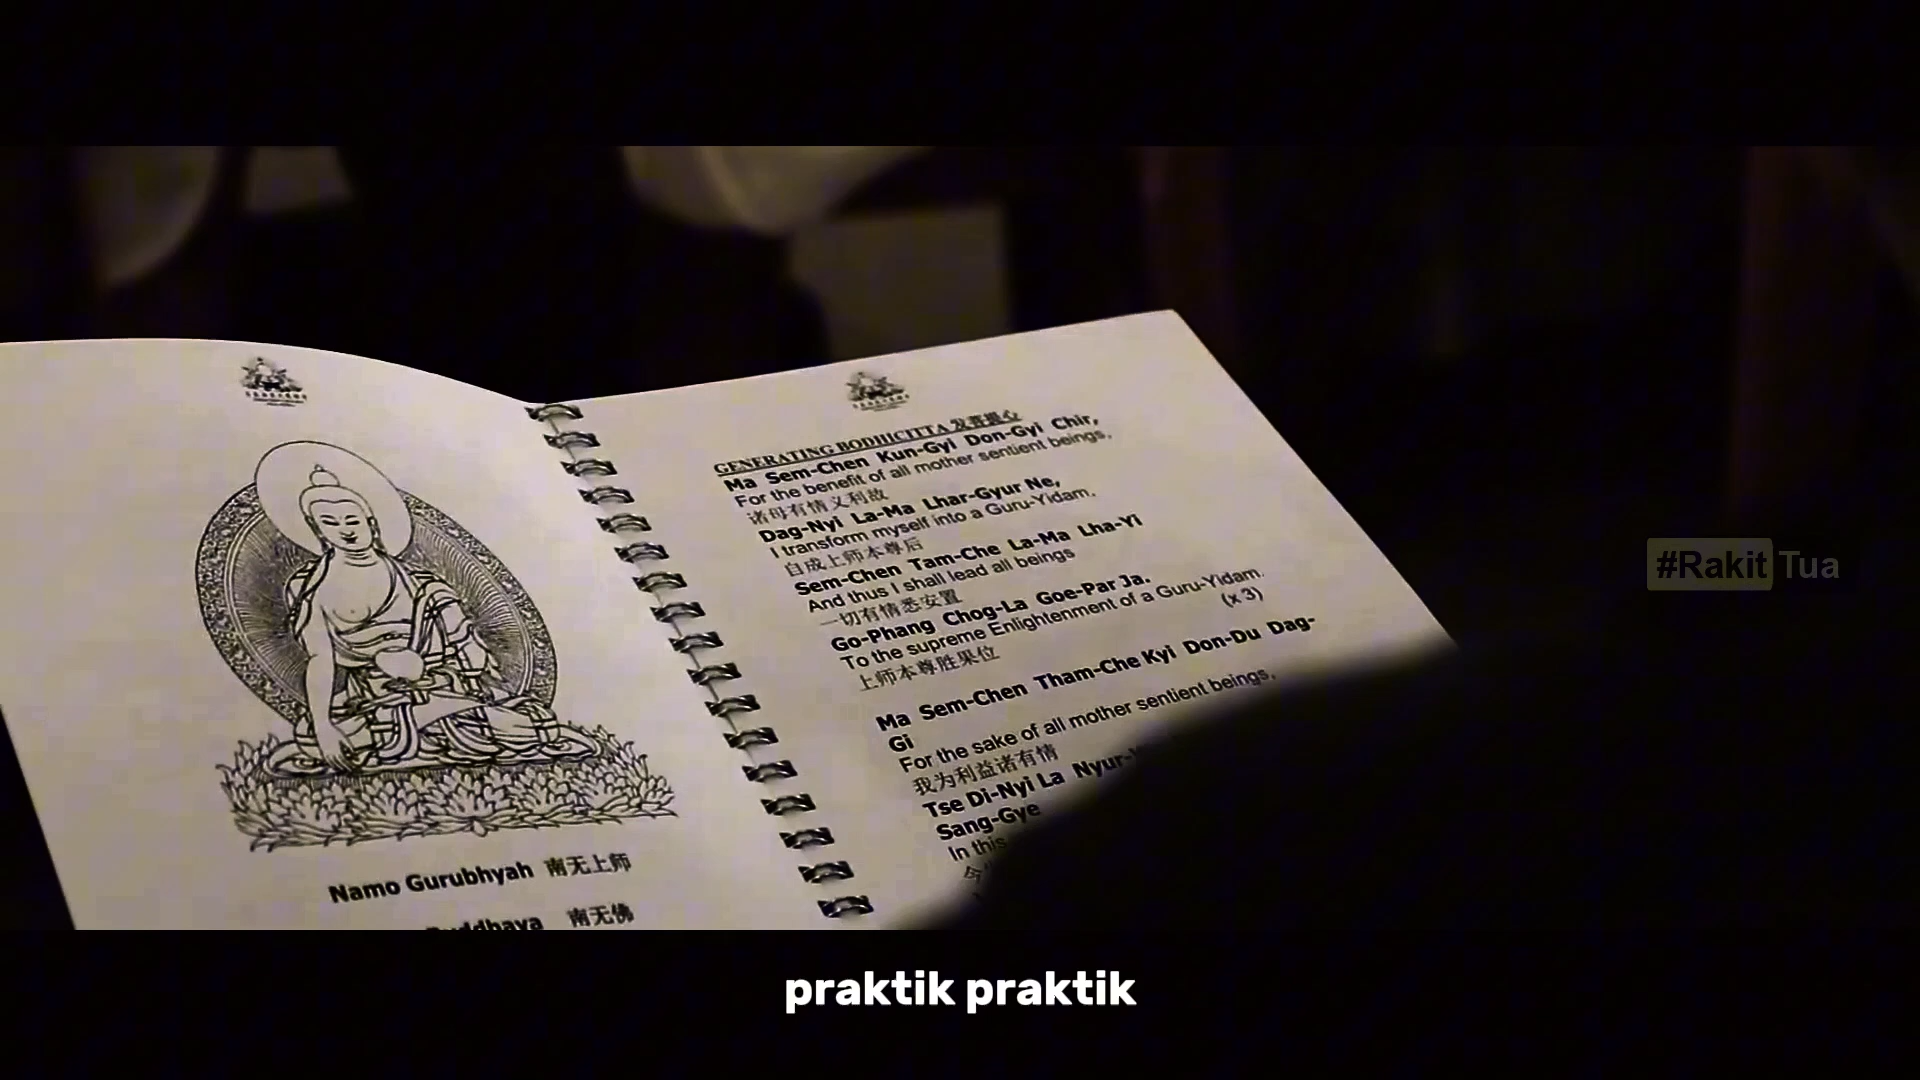 Namo Gurubhyah 南无上师
Buddhaya 南无佛
GENERATING BODHICITTA 发菩提心
Ma Sem-Chen Kun-Gyi Don-Gyi Chir,
For the benefit of all mother sentient beings,
诸母有情义利故
Dag-Nyi La-Ma Lhar-Gyur Ne,
I transform myself into a Guru-Yidam,
自成上师本尊后
Sem-Chen Tam-Che La-Ma Lha-Yi
And thus I shall lead all beings
一切有情悉安置
Go-Phang Chog-La Goe-Par Ja.
To the supreme Enlightenment of a Guru-Yidam.
(x 3)
上师本尊胜果位
Ma Sem-Chen Tham-Che Kyi Don-Du Dag-
Gi
For the sake of all mother sentient beings,
我为利益诸有情
Tse Di-Nyi La
Sang-Gye
In this
#Rakit Tua
praktik praktik